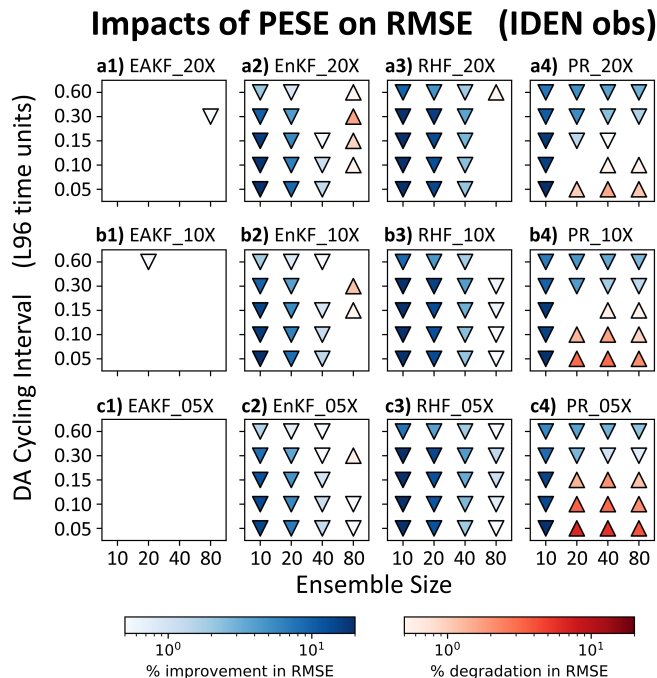 Impacts of PESE on RMSE (IDEN obs)
a1) EAKF_20X
a2) EnKF_20X
a3) RHF_20X
a4) PR_20X
0.60
0.30
0.15
0.10
0.05
b1) EAKF_10X
b2) EnKF_10X
b3) RHF_10X
b4) PR_10X
0.60
0.30
0.15
0.10
0.05
c1) EAKF_05X
c2) EnKF_05X
c3) RHF_05X
c4) PR_05X
0.60
0.30
0.15
0.10
0.05
10 20 40 80
10 20 40 80
10 20 40 80
10 20 40 80
DA Cycling Interval (L96 time units)
Ensemble Size
10⁰ 10¹
% improvement in RMSE
10⁰ 10¹
% degradation in RMSE